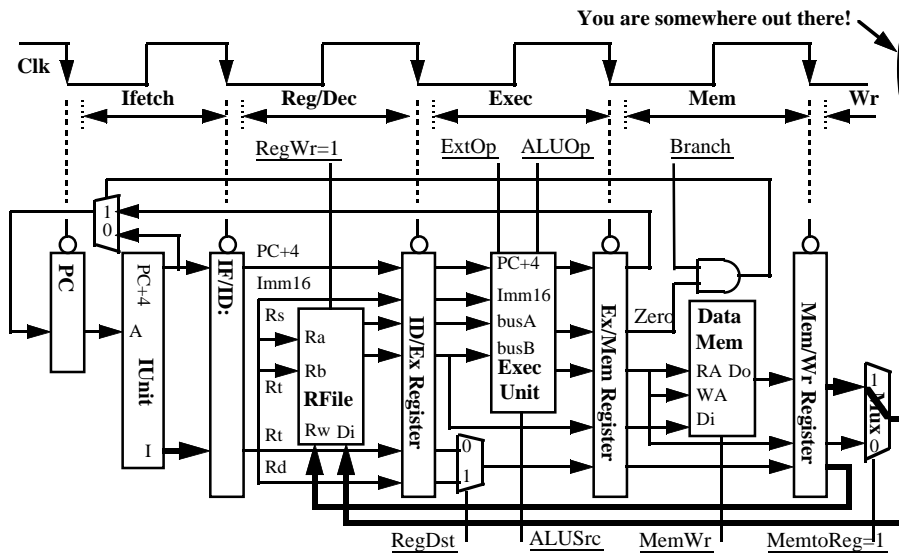 You are somewhere out there!
Clk
Ifetch
Reg/Dec
Exec
Mem
Wr
RegWr=1
ExtOp
ALUOp
Branch
1
0
PC
PC+4
A
IUnit
I
IF/ID:
PC+4
Imm16
Rs
Rt
Ra
Rb
RFile
Rw Di
Rt
Rd
ID/Ex Register
0
1
PC+4
Imm16
busA
busB
Exec
Unit
Ex/Mem Register
Zero
Data
Mem
RA Do
WA
Di
Mem/Wr Register
1
Mux
0
RegDst
ALUSrc
MemWr
MemtoReg=1